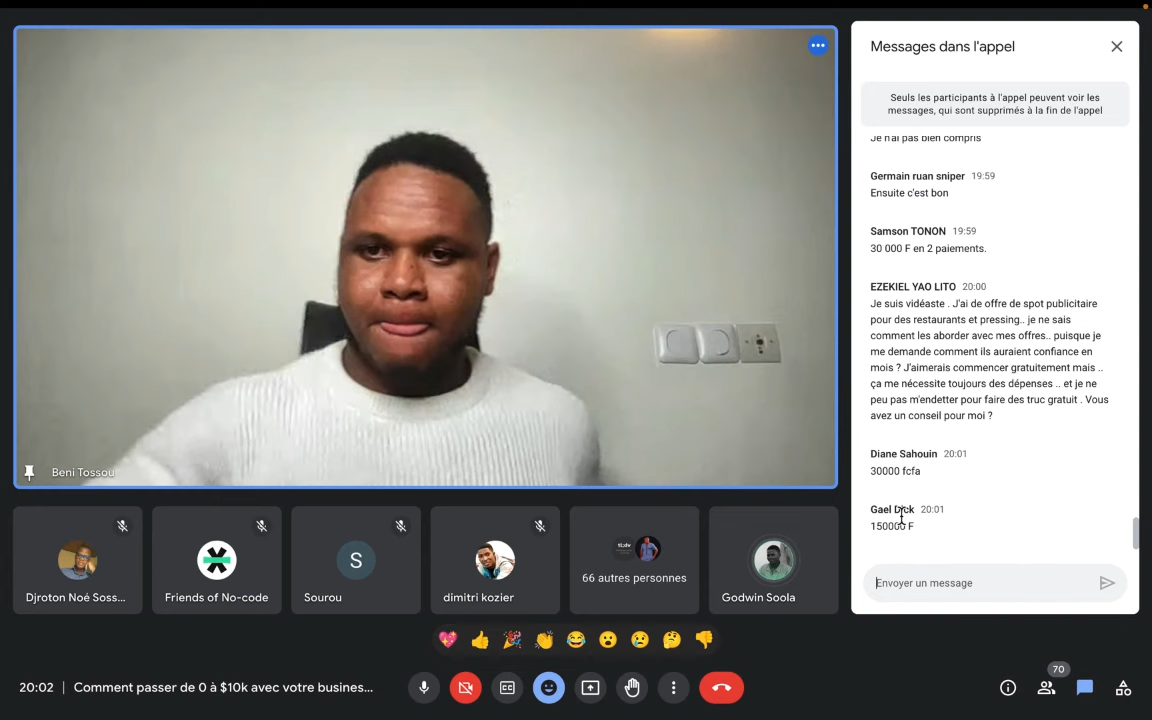 Messages dans l'appel
Seuls les participants à l'appel peuvent voir les
messages, qui sont supprimés à la fin de l'appel
Je n'ai pas bien compris
Germain ruan sniper 19:59
Ensuite c'est bon
Samson TONON 19:59
30 000 F en 2 paiements.
EZEKIEL YAO LITO 20:00
Je suis vidéaste . J'ai de offre de spot publicitaire
pour des restaurants et pressing.. je ne sais
comment les aborder avec mes offres.. puisque je
me demande comment ils auraient confiance en
mois ? J'aimerais commencer gratuitement mais ..
ça me nécessite toujours des dépenses .. et je ne
peu pas m'endetter pour faire des truc gratuit . Vous
avez un conseil pour moi ?
Diane Sahouin 20:01
30000 fcfa
Gael Dick 20:01
150000 F
Envoyer un message
Beni Tossou
Djroton Noé Soss...
Friends of No-code
S
Sourou
dimitri kozier
tl;dv
66 autres personnes
Godwin Soola
20:02 | Comment passer de 0 à $10k avec votre busines...
70